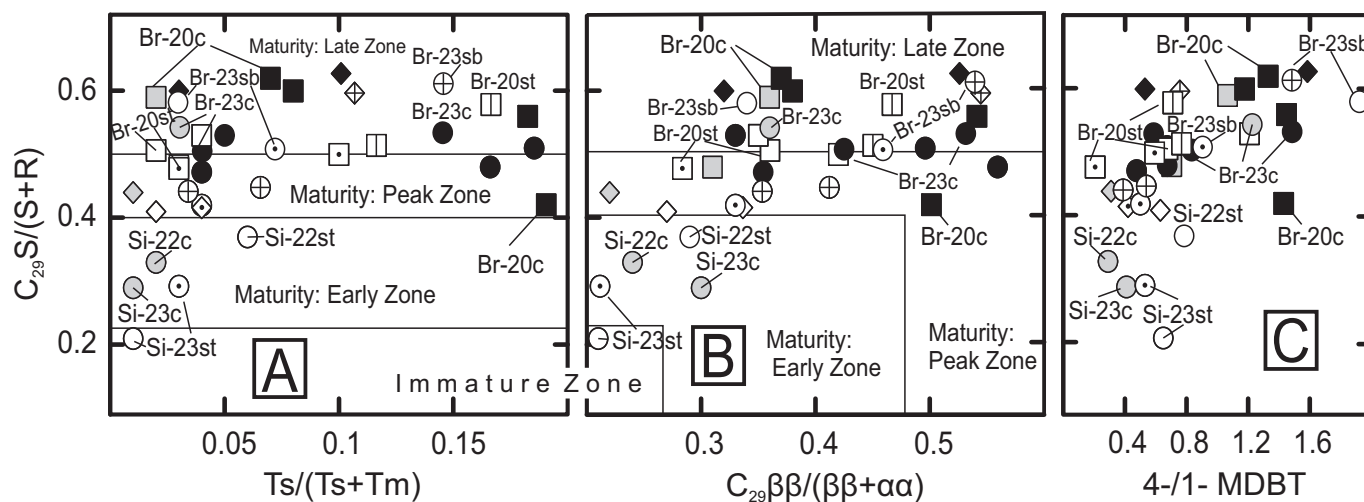 C₂₉S/(S+R)
0.6
0.4
0.2
Br-20c
Maturity: Late Zone
Br-23sb
Br-23sb
Br-20st
Br-23c
Br-23c
Br-20st
Maturity: Peak Zone
Si-22c
Si-22st
Br-20c
Maturity: Early Zone
Si-23c
Si-23st
A
Immature Zone
0.05
0.1
0.15
Ts/(Ts+Tm)
Br-20c
Maturity: Late Zone
Br-20st
Br-23sb
Br-23c
Br-23sb
Br-20st
Br-23c
Si-22st
Br-20c
Si-22c
Si-23c
Si-23st
B
Maturity:
Early Zone
Maturity:
Peak Zone
0.3
0.4
0.5
C₂₉ββ/(ββ+αα)
Br-23sb
Br-20c
Br-20st
Br-23sb
Br-23c
Si-22st
Br-20c
Si-22c
Si-23c
Si-23st
C
0.4
0.8
1.2
1.6
4-/1- MDBT